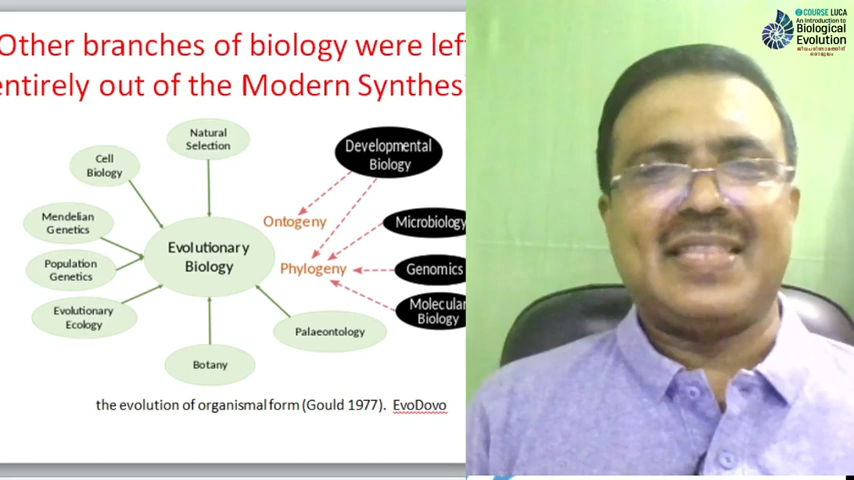 Other branches of biology were lef
entirely out of the Modern Synthes
Natural
Selection
Cell
Biology
Developmental
Biology
Mendelian
Genetics
Ontogeny
Microbiology
Evolutionary
Biology
Population
Genetics
Phylogeny
Genomics
Evolutionary
Ecology
Molecular
Biology
Palaeontology
Botany
the evolution of organismal form (Gould 1977). EvoDovo
COURSE LUCA
An Introduction to
Biological
Evolution